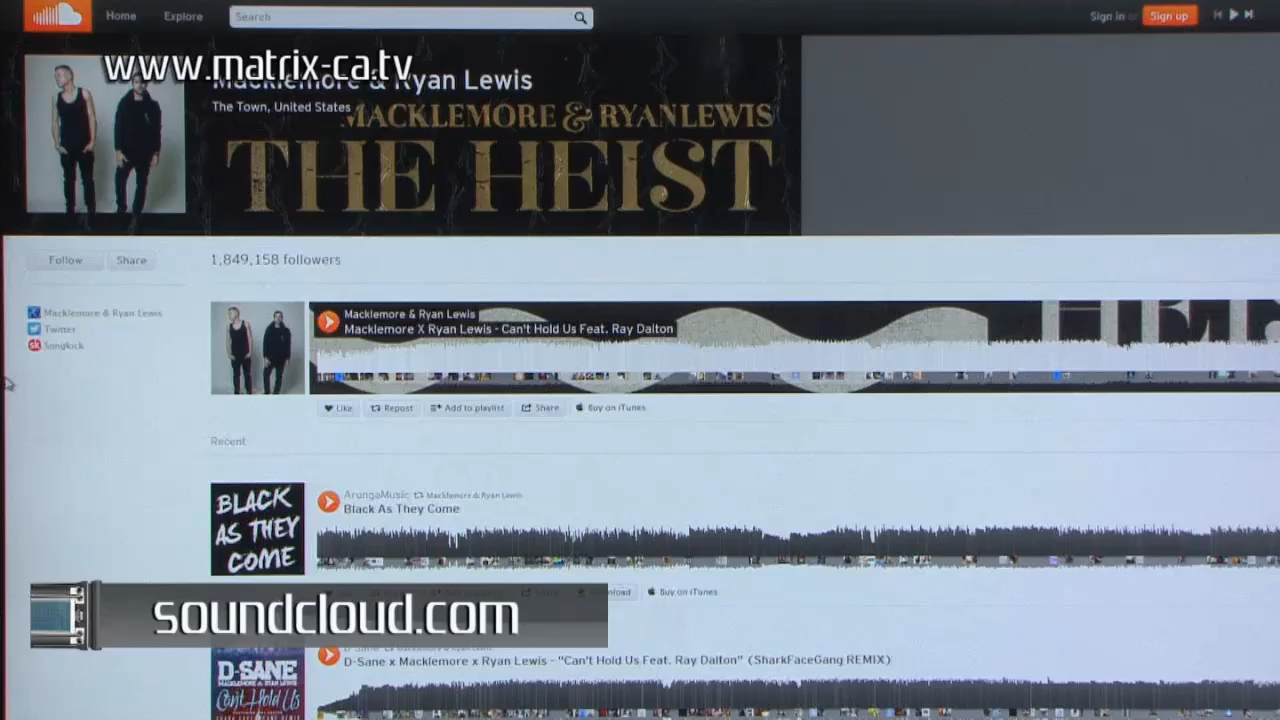 Home
Explore
Search
Sign in or
Sign up
www.matrix-ca.tv
Macklemore & Ryan Lewis
The Town, United States
MACKLEMORE & RYAN LEWIS
THE HEIST
Follow
Share
1,849,158 followers
Macklemore & Ryan Lewis
Twitter
Songkick
Macklemore & Ryan Lewis
Macklemore X Ryan Lewis - Can't Hold Us Feat. Ray Dalton
Like
Repost
Add to playlist
Share
Buy on iTunes
Recent
BLACK
AS THEY
COME
ArungaMusic Macklemore & Ryan Lewis
Black As They Come
Buy on iTunes
soundcloud.com
D-Sane x Macklemore x Ryan Lewis - "Can't Hold Us Feat. Ray Dalton" (SharkFaceGang REMIX)
D-SANE
MACKLEMORE & RYAN LEWIS
Can't Hold Us